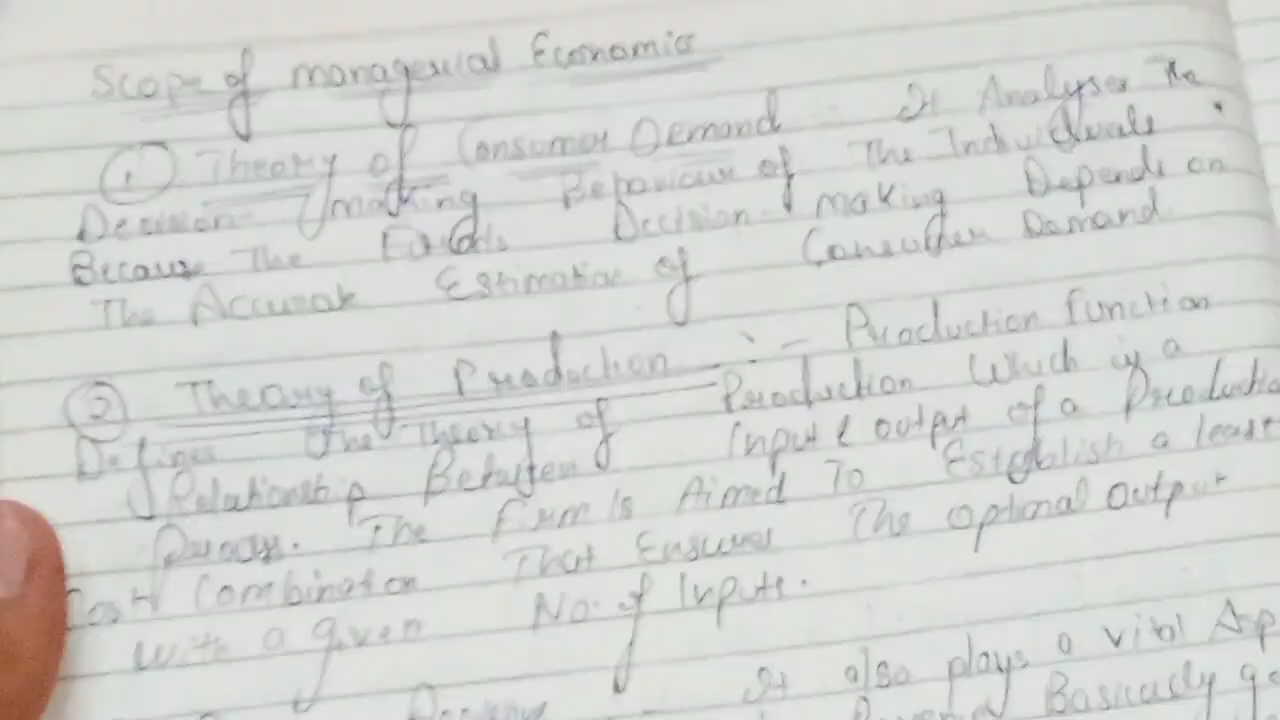 Scope of managerial Economics
① Theory of Consumer Demand :- It Analyses the
Decision making Behaviour of The Individuals
Because The Firm's Decision making Depends on
The Accurate Estimation of Consumer Demand
② Theory of Production :- Production function
Defines The Theory of Production Which is a
Relationship Between Input & output of a Production
Process. The firm is Aimed To Establish a least
Cost Combination That Ensures The optimal output
with a given No. of Inputs.
It also plays a vital Asp
Basically